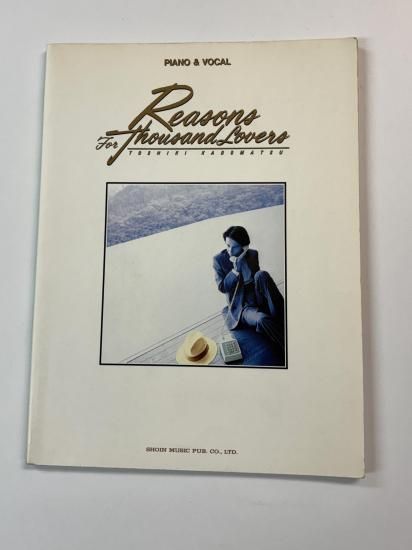 PIANO & VOCAL
Reasons
For Thousand Lovers
TOSHIKI KADOMATSU
SHOIN MUSIC PUB. CO., LTD.